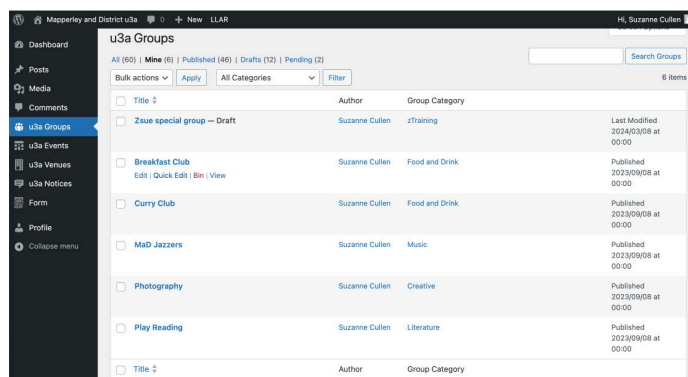 Mapperley and District u3a 0 + New LLAR Hi, Suzanne Cullen
Dashboard
Posts
Media
Comments
u3a Groups
u3a Events
u3a Venues
u3a Notices
Form
Profile
Collapse menu
u3a Groups
All (60) | Mine (6) | Published (46) | Drafts (12) | Pending (2)
Search Groups
Bulk actions Apply All Categories Filter 6 items
Title Author Group Category
Zsue special group — Draft Suzanne Cullen zTraining Last Modified
2024/03/08 at
00:00
Breakfast Club Suzanne Cullen Food and Drink Published
Edit | Quick Edit | Bin | View 2023/09/08 at
00:00
Curry Club Suzanne Cullen Food and Drink Published
2023/09/08 at
00:00
MaD Jazzers Suzanne Cullen Music Published
2023/09/08 at
00:00
Photography Suzanne Cullen Creative Published
2023/09/08 at
00:00
Play Reading Suzanne Cullen Literature Published
2023/09/08 at
00:00
Title Author Group Category